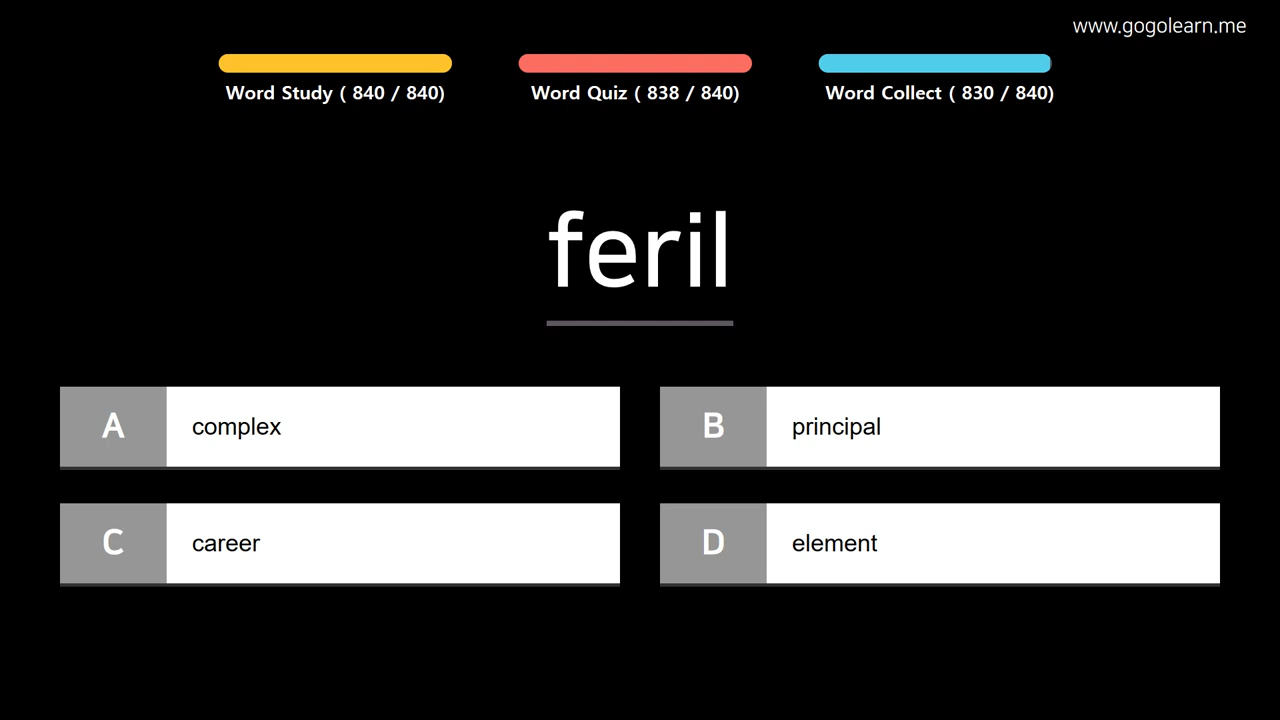 www.gogolearn.me
Word Study ( 840 / 840)
Word Quiz ( 838 / 840)
Word Collect ( 830 / 840)
feril
A complex
B principal
C career
D element